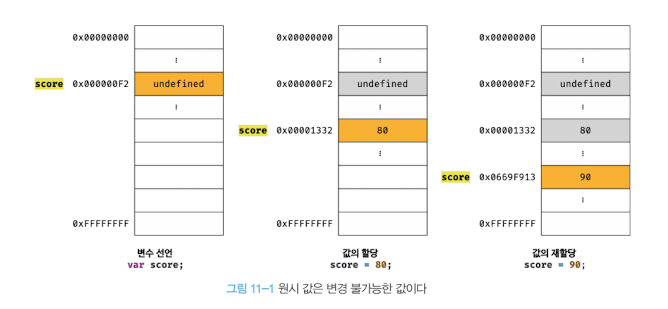 0x00000000
⁞
score 0x000000F2 undefined
⁞
0xFFFFFFFF
변수 선언
var score;
0x00000000
⁞
0x000000F2 undefined
⁞
score 0x00001332 80
⁞
0xFFFFFFFF
값의 할당
score = 80;
0x00000000
⁞
0x000000F2 undefined
⁞
0x00001332 80
⁞
score 0x0669F913 90
⁞
0xFFFFFFFF
값의 재할당
score = 90;
그림 11-1 원시 값은 변경 불가능한 값이다